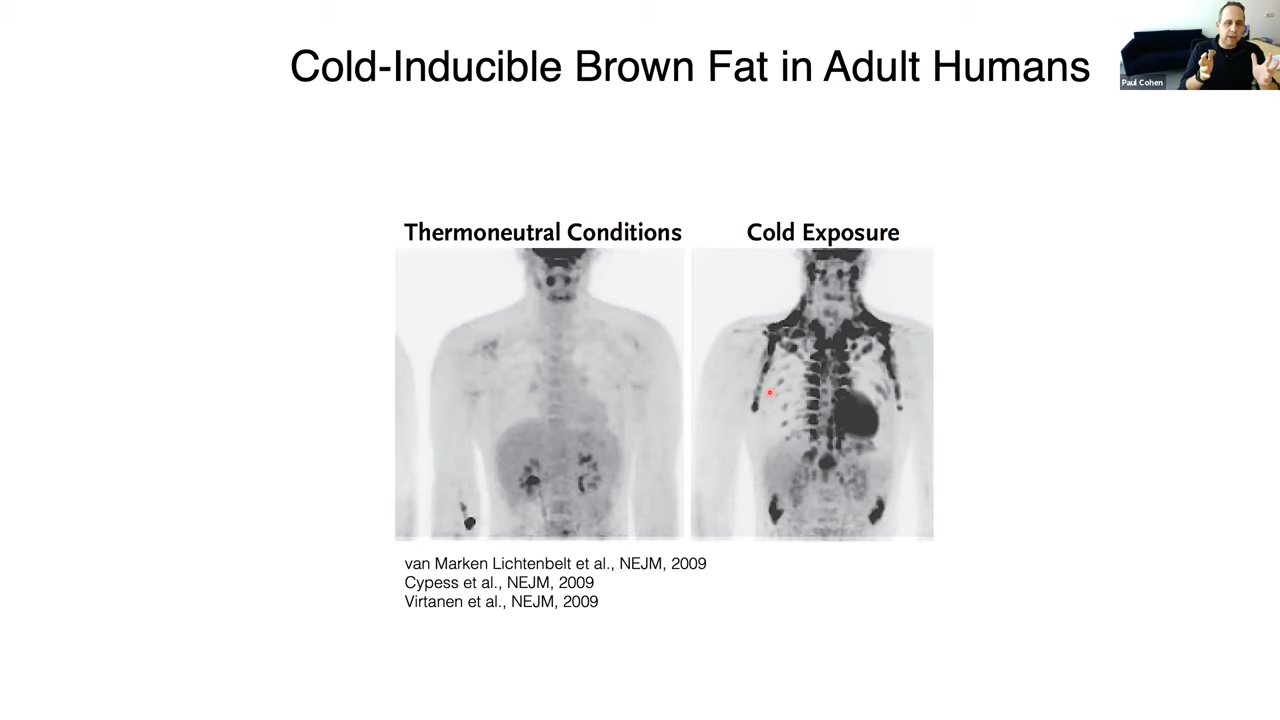 Cold-Inducible Brown Fat in Adult Humans
Paul Cohen
Thermoneutral Conditions
Cold Exposure
van Marken Lichtenbelt et al., NEJM, 2009
Cypess et al., NEJM, 2009
Virtanen et al., NEJM, 2009